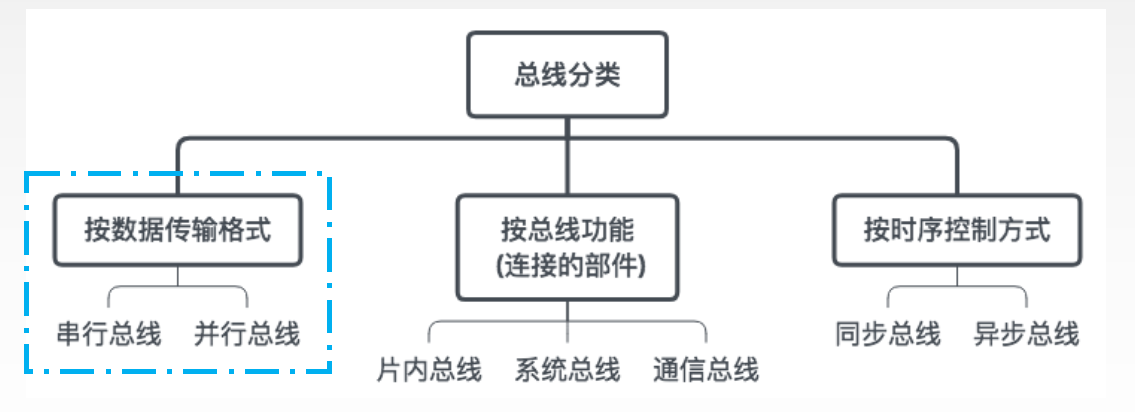 总线分类
按数据传输格式
按总线功能
(连接的部件)
按时序控制方式
串行总线
并行总线
片内总线
系统总线
通信总线
同步总线
异步总线